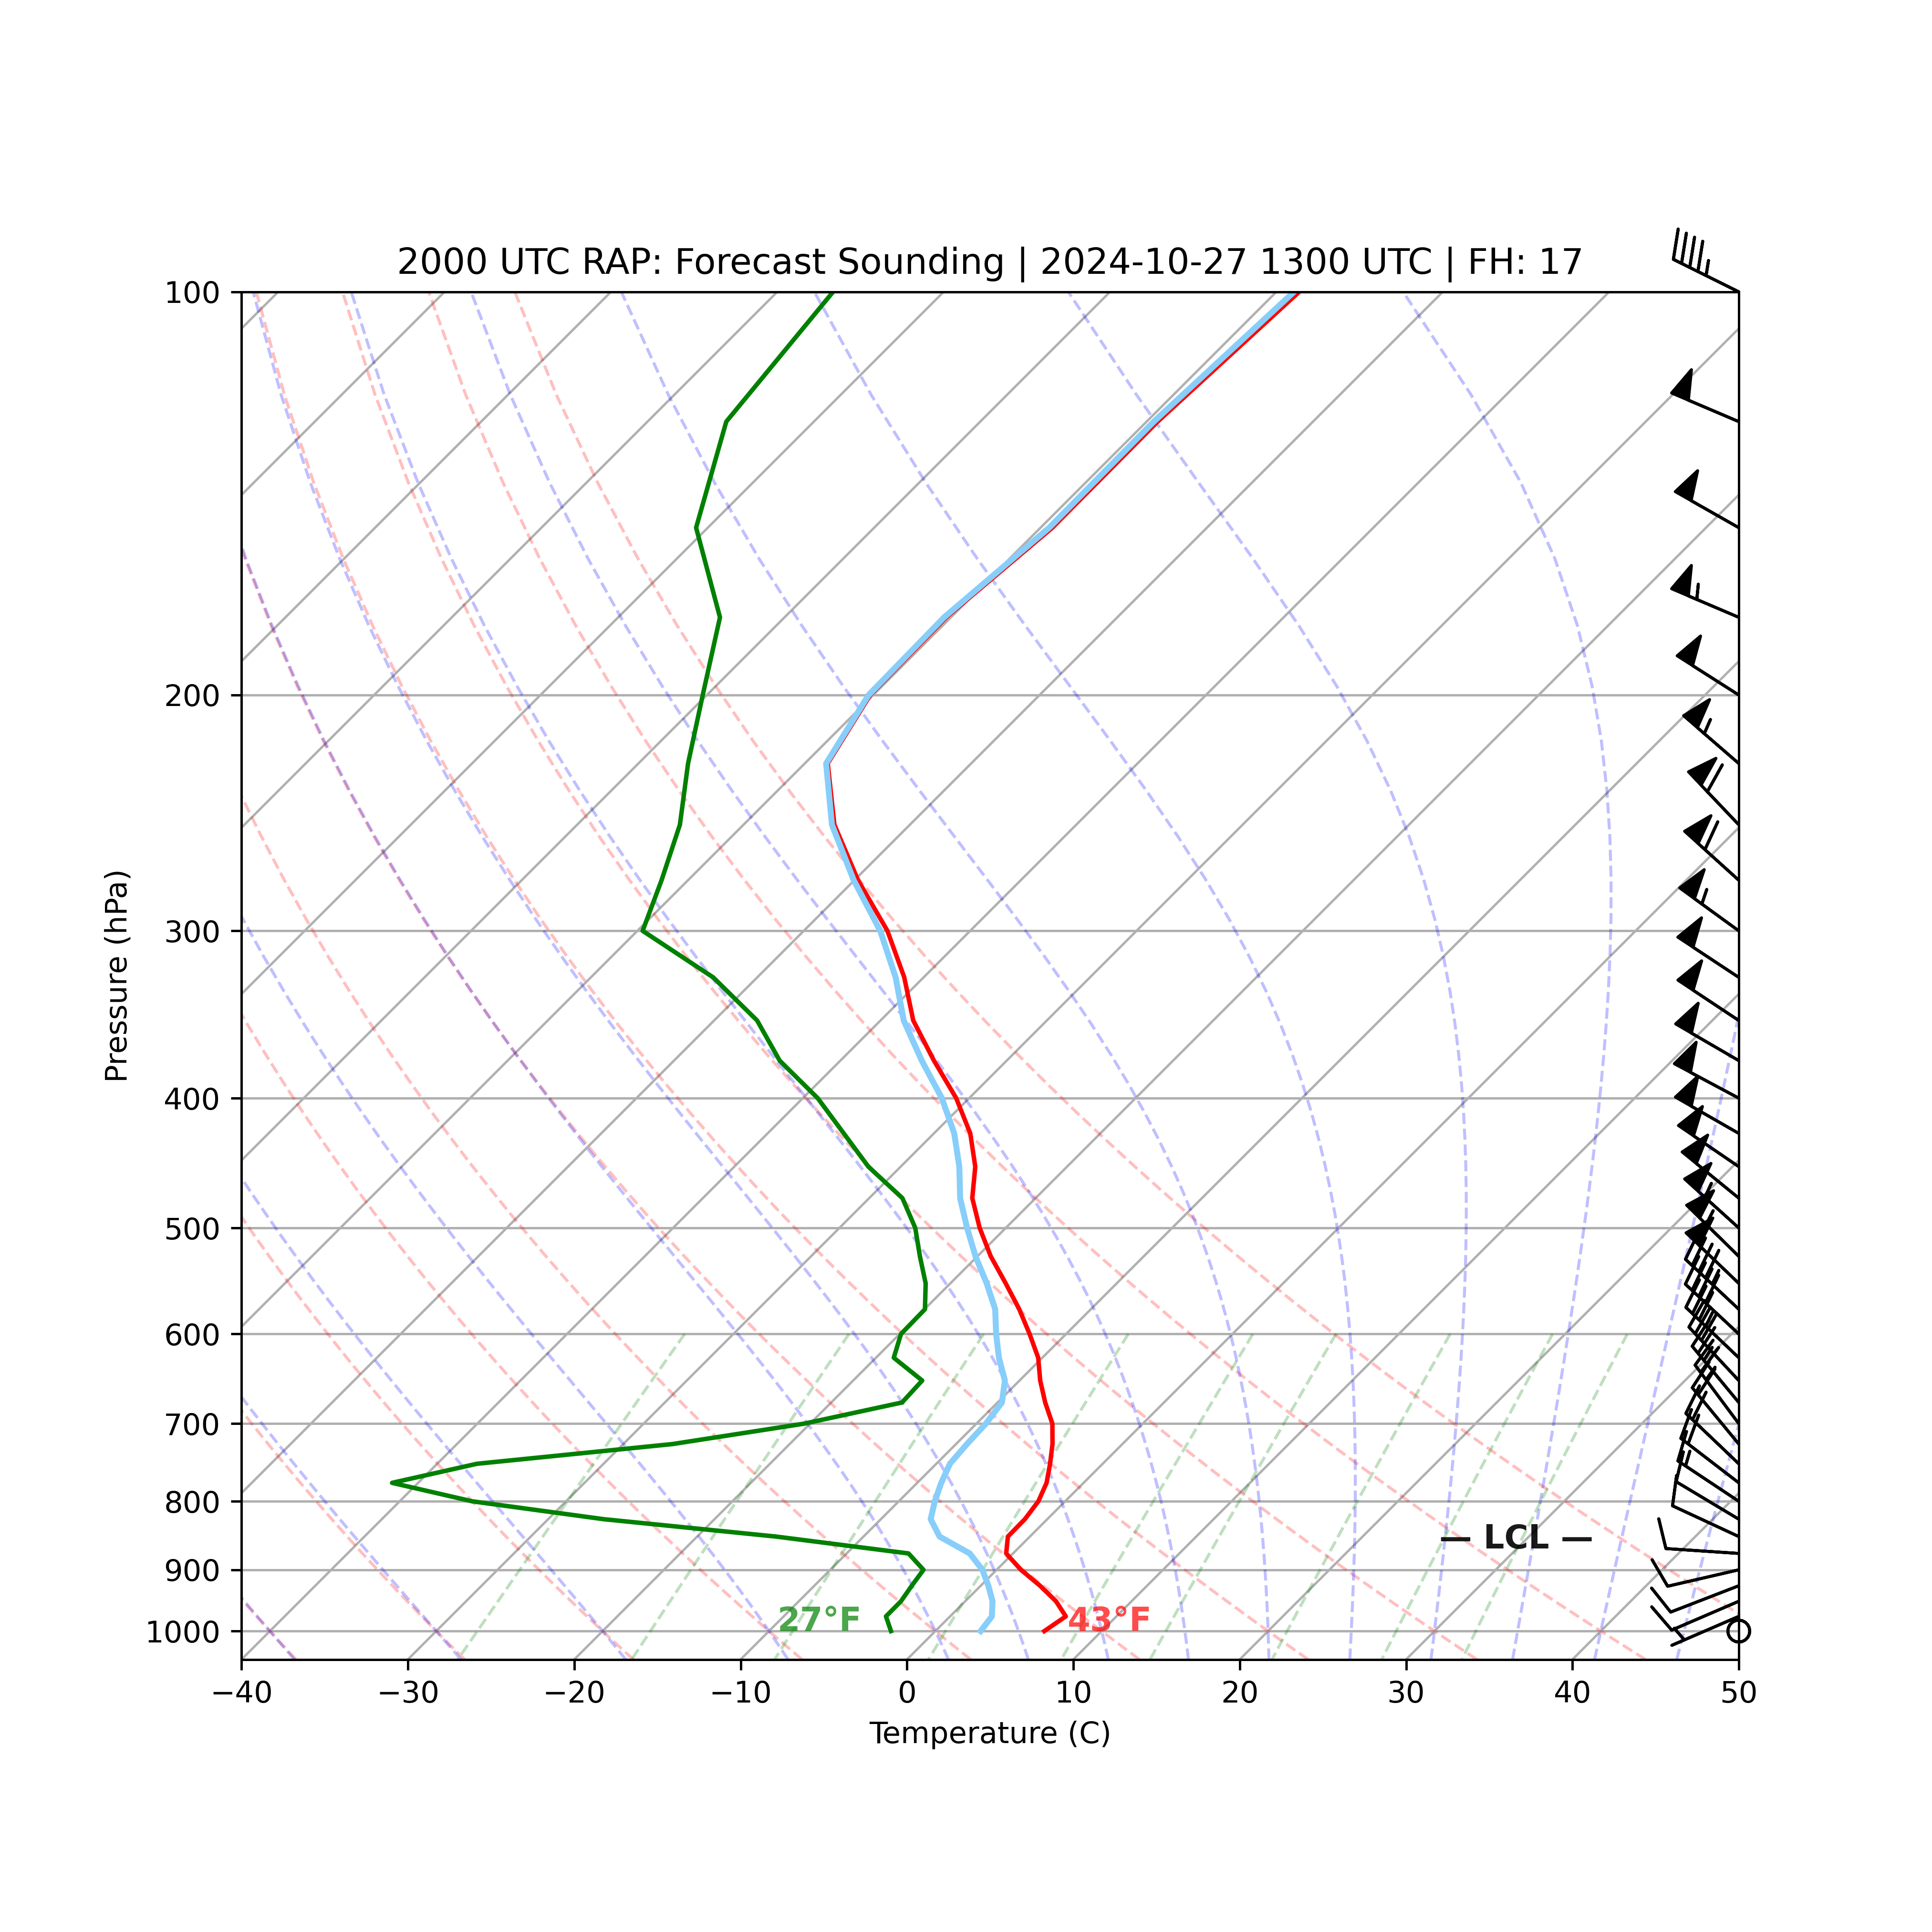 2000 UTC RAP: Forecast Sounding | 2024-10-27 1300 UTC | FH: 17
100
200
300
400
500
600
700
800
900
1000
Pressure (hPa)
— LCL —
27°F
43°F
−40 −30 −20 −10 0 10 20 30 40 50
Temperature (C)